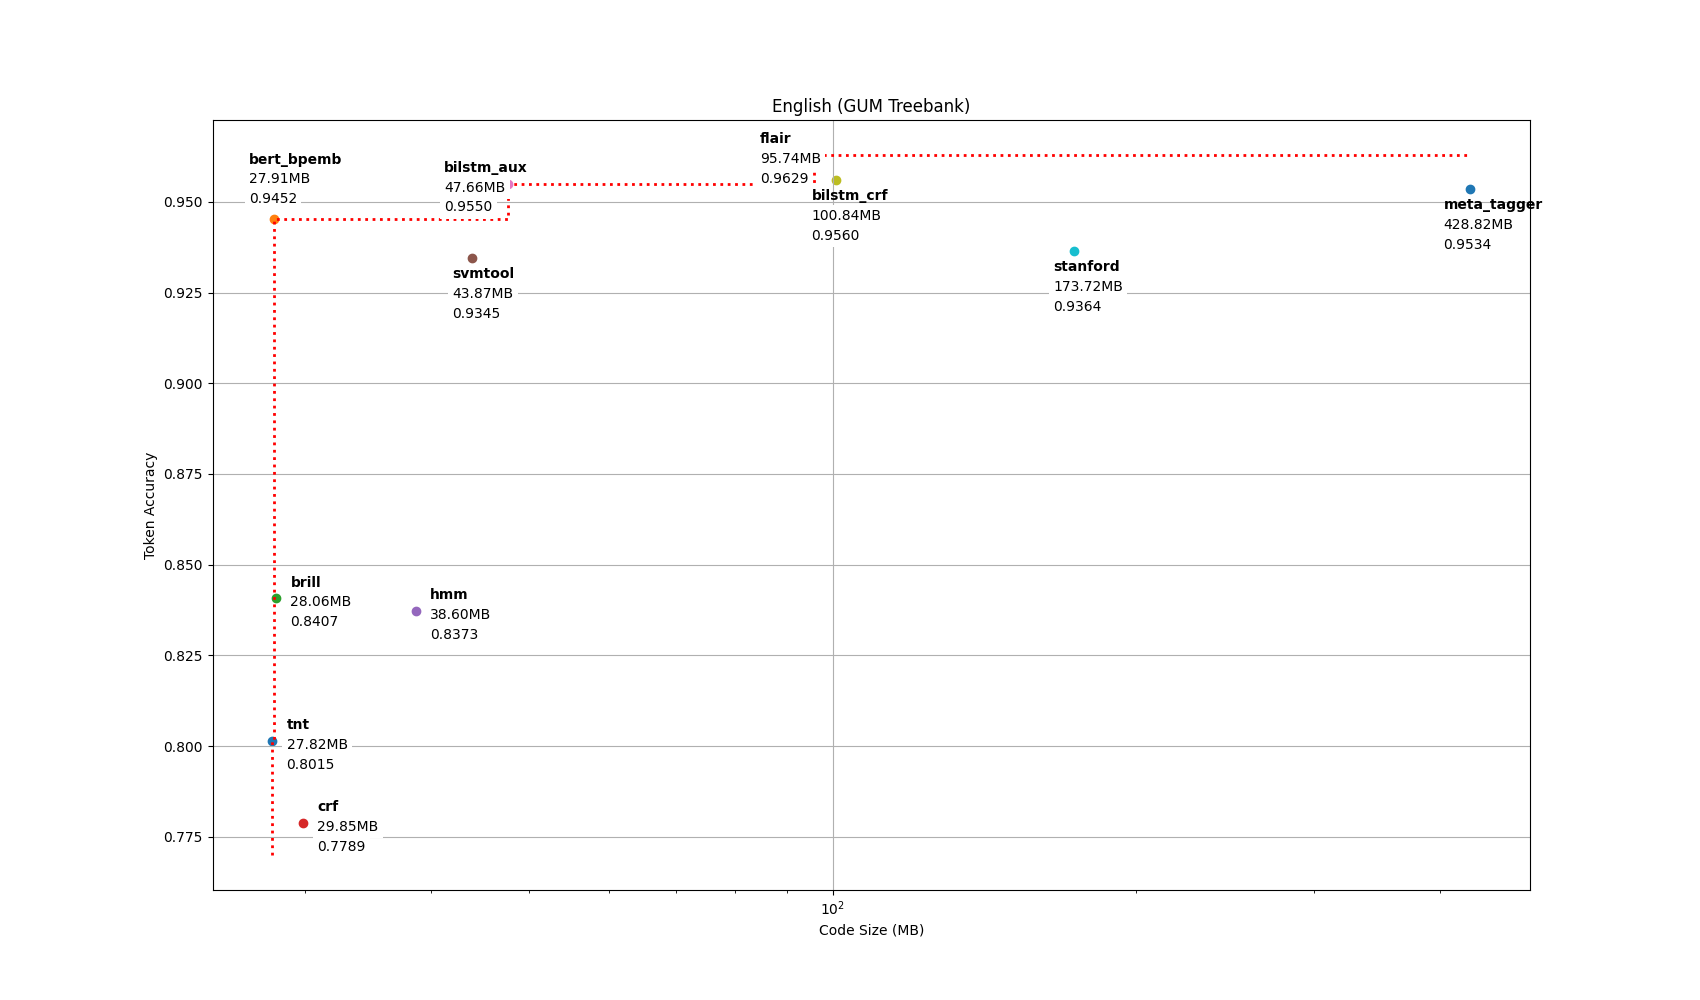 English (GUM Treebank)
flair
95.74MB
0.9629
bert_bpemb
27.91MB
0.9452
bilstm_aux
47.66MB
0.9550
bilstm_crf
100.84MB
0.9560
meta_tagger
428.82MB
0.9534
svmtool
43.87MB
0.9345
stanford
173.72MB
0.9364
brill
28.06MB
0.8407
hmm
38.60MB
0.8373
tnt
27.82MB
0.8015
crf
29.85MB
0.7789
Token Accuracy
0.950
0.925
0.900
0.875
0.850
0.825
0.800
0.775
10²
Code Size (MB)